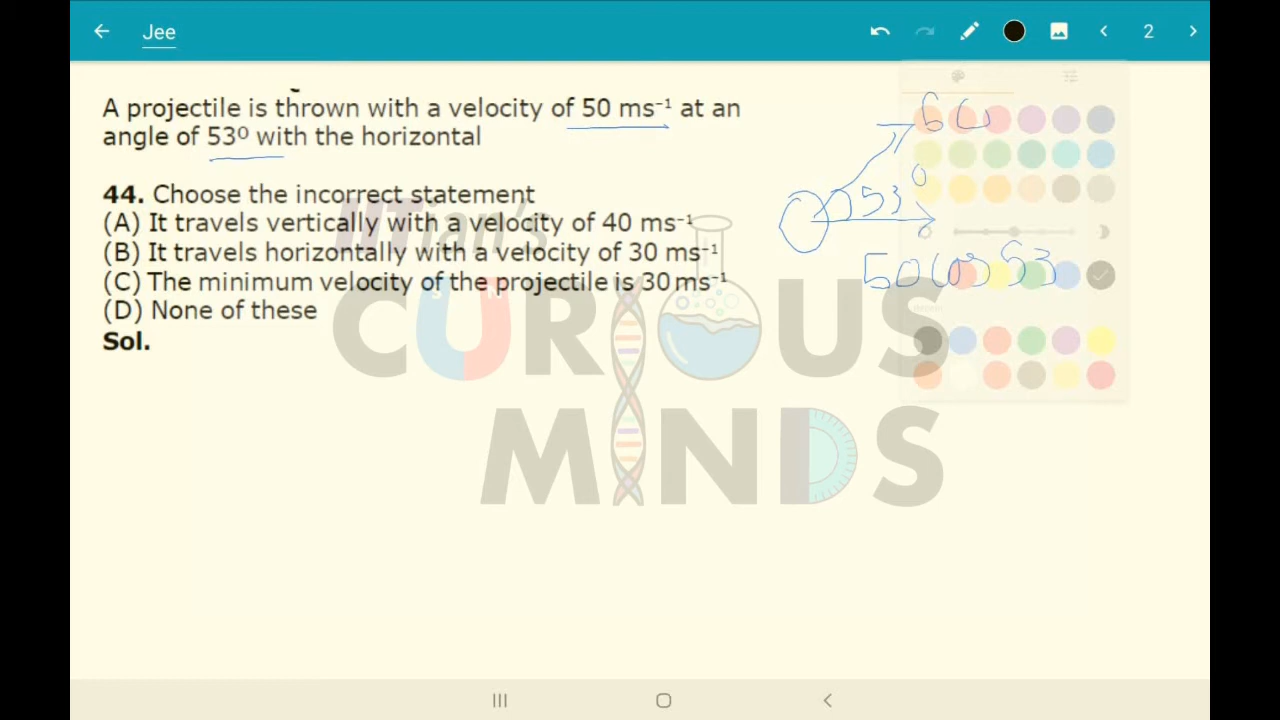 Jee
2
A projectile is thrown with a velocity of 50 ms⁻¹ at an
angle of 53º with the horizontal
44. Choose the incorrect statement
(A) It travels vertically with a velocity of 40 ms⁻¹
(B) It travels horizontally with a velocity of 30 ms⁻¹
(C) The minimum velocity of the projectile is 30 ms⁻¹
(D) None of these
Sol.
53⁰
50 cos 53
IITian's
CURIOUS
MINDS